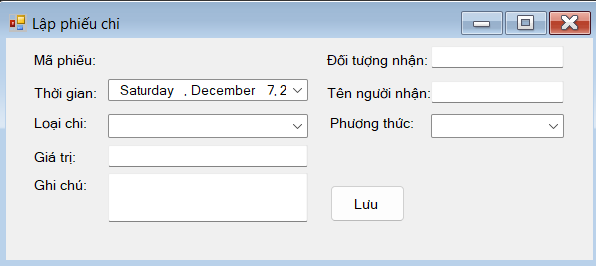 Lập phiếu chi
Mã phiếu:
Đối tượng nhận:
Thời gian: Saturday , December 7, 2
Tên người nhận:
Loại chi:
Phương thức:
Giá trị:
Ghi chú:
Lưu